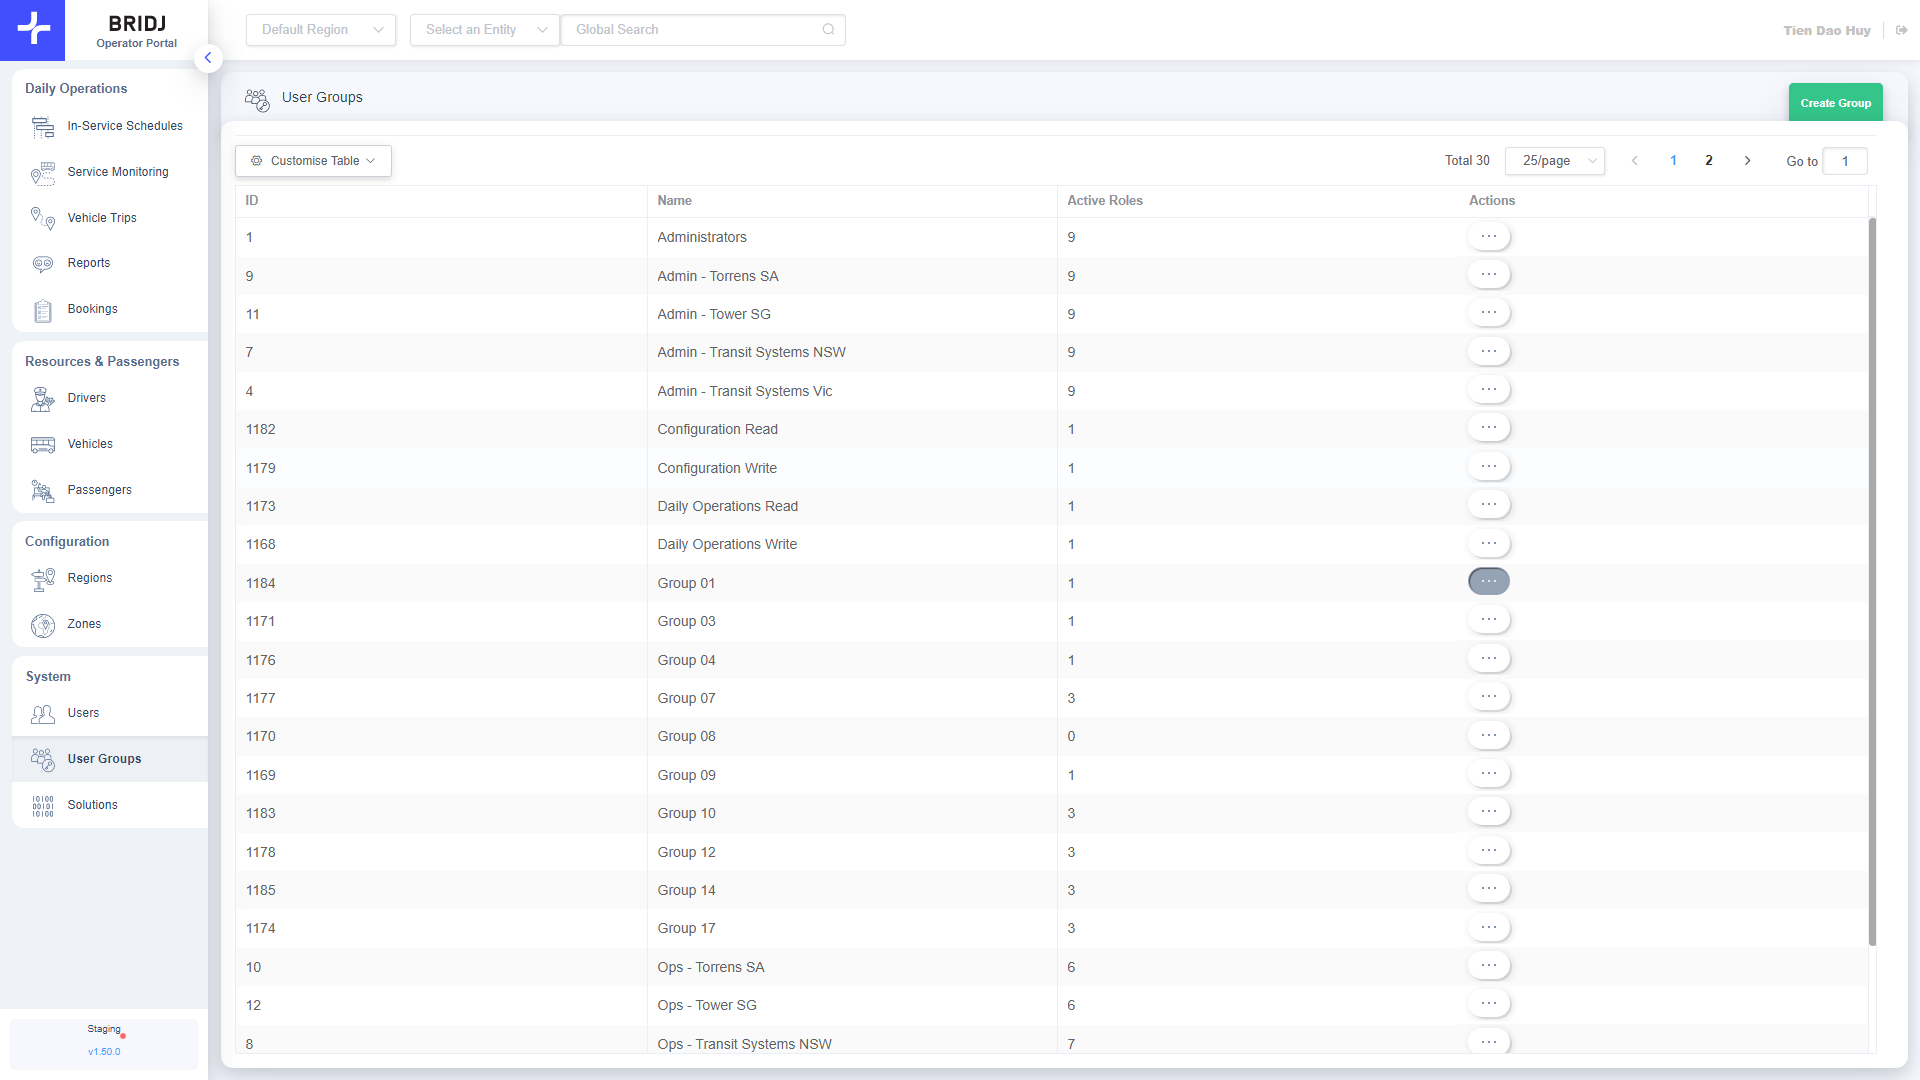 BRIDJ
Operator Portal
Default Region
Select an Entity
Global Search
Tien Dao Huy
Daily Operations
In-Service Schedules
Service Monitoring
Vehicle Trips
Reports
Bookings
Resources & Passengers
Drivers
Vehicles
Passengers
Configuration
Regions
Zones
System
Users
User Groups
Solutions
Staging
v1.50.0
User Groups
Create Group
Customise Table
Total 30
25/page
1 2
Go to 1
ID Name Active Roles Actions
1 Administrators 9 ...
9 Admin - Torrens SA 9 ...
11 Admin - Tower SG 9 ...
7 Admin - Transit Systems NSW 9 ...
4 Admin - Transit Systems Vic 9 ...
1182 Configuration Read 1 ...
1179 Configuration Write 1 ...
1173 Daily Operations Read 1 ...
1168 Daily Operations Write 1 ...
1184 Group 01 1 ...
1171 Group 03 1 ...
1176 Group 04 1 ...
1177 Group 07 3 ...
1170 Group 08 0 ...
1169 Group 09 1 ...
1183 Group 10 3 ...
1178 Group 12 3 ...
1185 Group 14 3 ...
1174 Group 17 3 ...
10 Ops - Torrens SA 6 ...
12 Ops - Tower SG 6 ...
8 Ops - Transit Systems NSW 7 ...